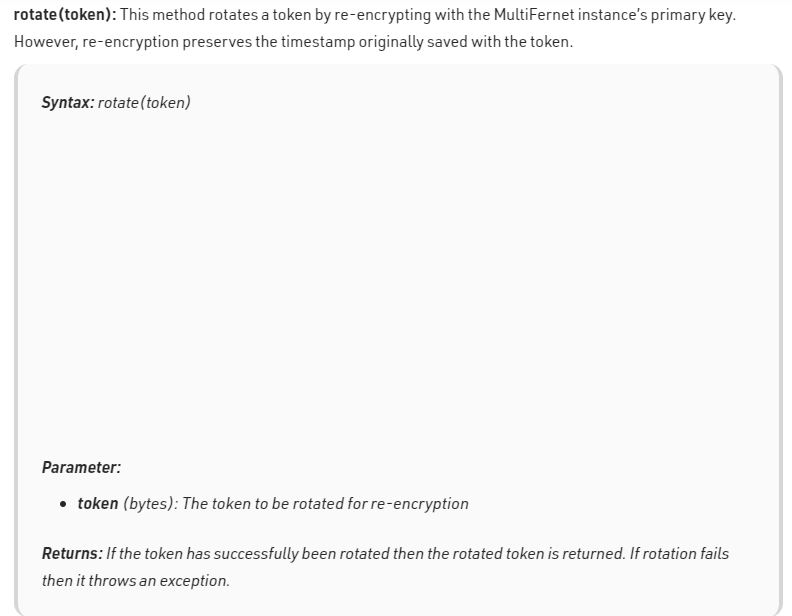 rotate(token): This method rotates a token by re-encrypting with the MultiFernet instance's primary key.
However, re-encryption preserves the timestamp originally saved with the token.
Syntax: rotate(token)
Parameter:
• token (bytes): The token to be rotated for re-encryption
Returns: If the token has successfully been rotated then the rotated token is returned. If rotation fails
then it throws an exception.